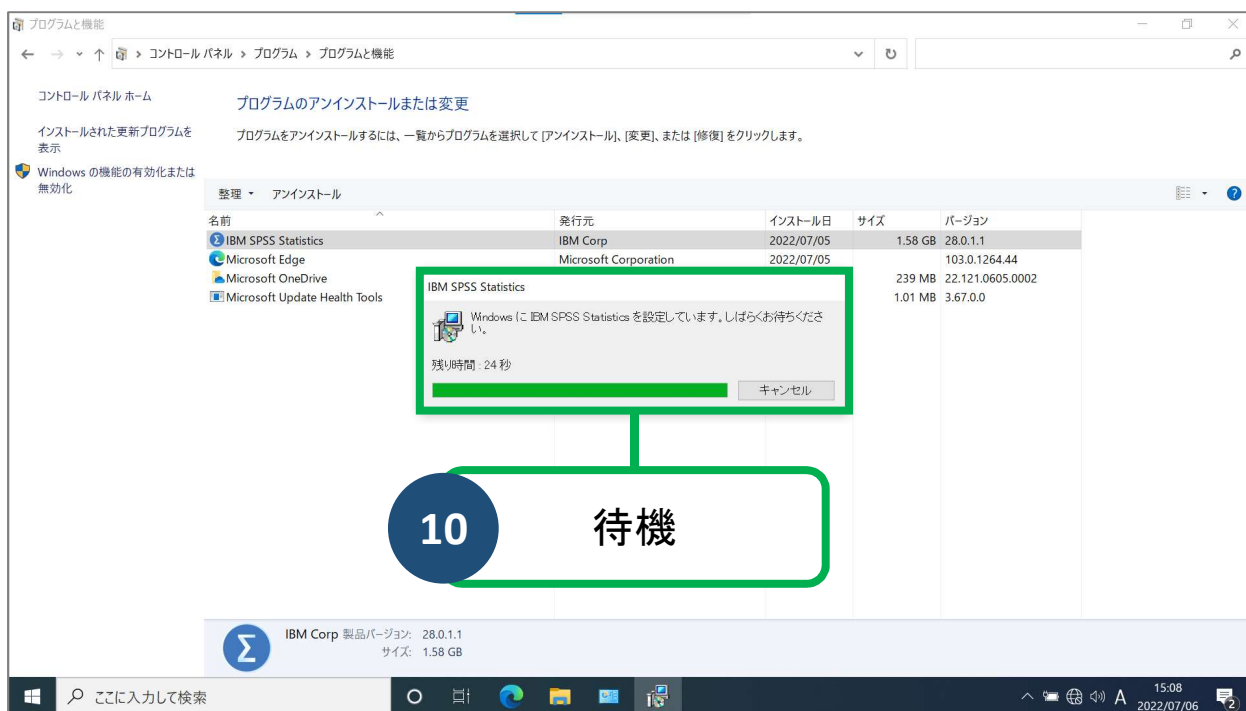 プログラムと機能
コントロール パネル > プログラム > プログラムと機能
コントロール パネル ホーム
インストールされた更新プログラムを
表示
Windows の機能の有効化または
無効化
プログラムのアンインストールまたは変更
プログラムをアンインストールするには、一覧からプログラムを選択して [アンインストール]、[変更]、または [修復] をクリックします。
整理 アンインストール
名前 発行元 インストール日 サイズ バージョン
IBM SPSS Statistics IBM Corp 2022/07/05 1.58 GB 28.0.1.1
Microsoft Edge Microsoft Corporation 2022/07/05 103.0.1264.44
Microsoft OneDrive 239 MB 22.121.0605.0002
Microsoft Update Health Tools 1.01 MB 3.67.0.0
IBM SPSS Statistics
Windows に IBM SPSS Statistics を設定しています。しばらくお待ちくださ
い。
残り時間 : 24 秒
キャンセル
10 待機
IBM Corp 製品バージョン: 28.0.1.1
サイズ: 1.58 GB
ここに入力して検索
A
15:08
2022/07/06
2